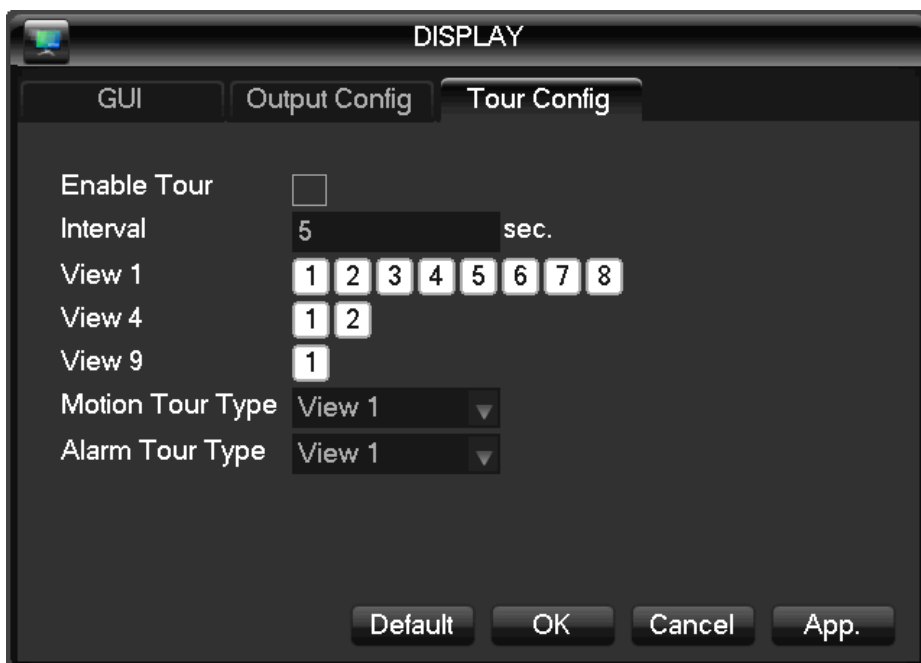 DISPLAY
GUI Output Config Tour Config
Enable Tour
Interval 5 sec.
View 1 1 2 3 4 5 6 7 8
View 4 1 2
View 9 1
Motion Tour Type View 1
Alarm Tour Type View 1
Default OK Cancel App.